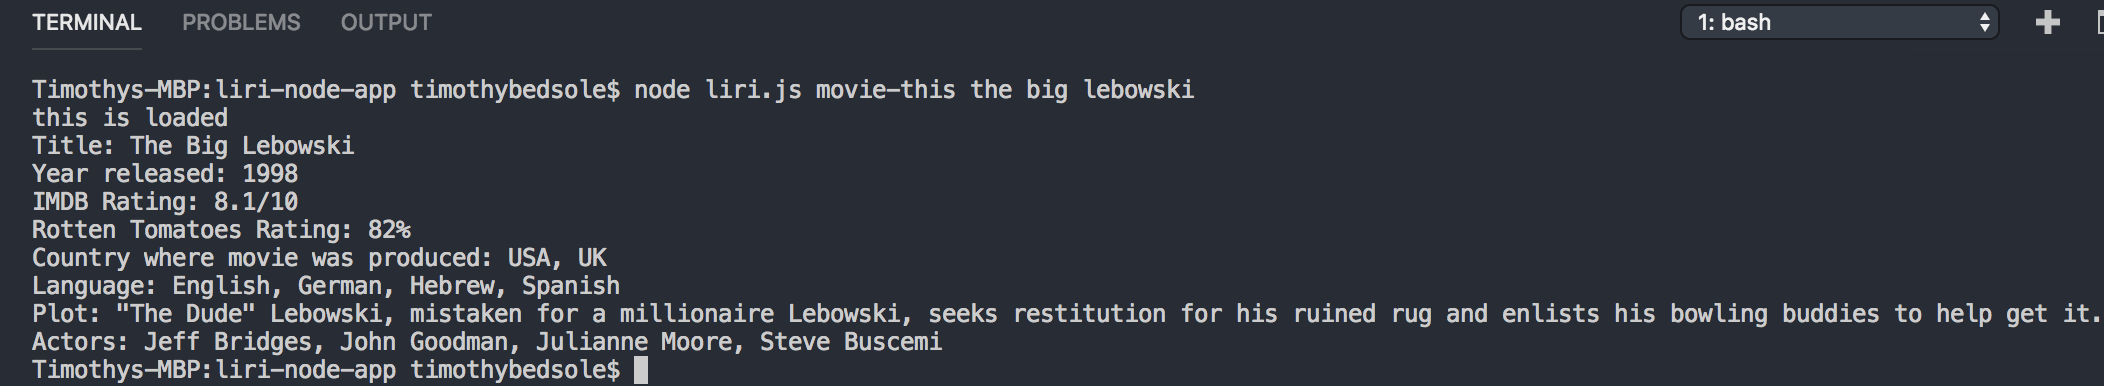 TERMINAL PROBLEMS OUTPUT 1: bash
Timothys-MBP:liri-node-app timothybedsole$ node liri.js movie-this the big lebowski
this is loaded
Title: The Big Lebowski
Year released: 1998
IMDB Rating: 8.1/10
Rotten Tomatoes Rating: 82%
Country where movie was produced: USA, UK
Language: English, German, Hebrew, Spanish
Plot: "The Dude" Lebowski, mistaken for a millionaire Lebowski, seeks restitution for his ruined rug and enlists his bowling buddies to help get it.
Actors: Jeff Bridges, John Goodman, Julianne Moore, Steve Buscemi
Timothys-MBP:liri-node-app timothybedsole$